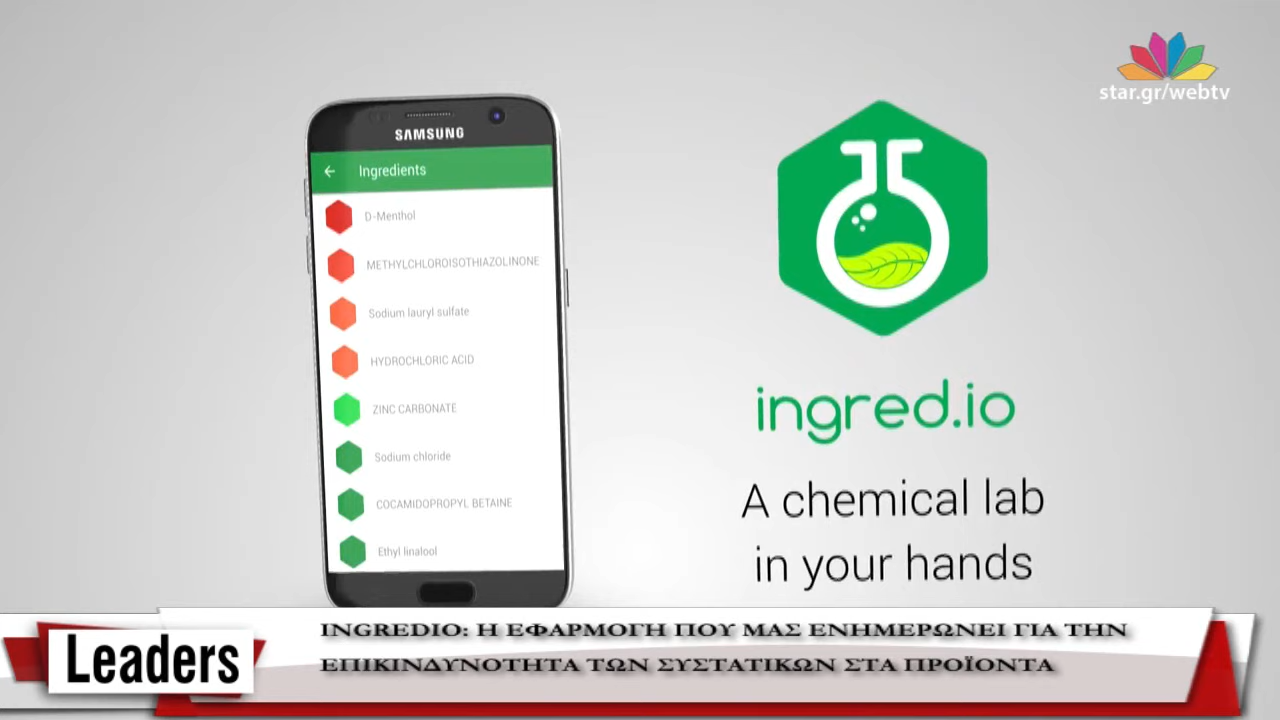 star.gr/webtv
SAMSUNG
Ingredients
D-Menthol
METHYLCHLOROISOTHIAZOLINONE
Sodium lauryl sulfate
HYDROCHLORIC ACID
ZINC CARBONATE
Sodium chloride
COCAMIDOPROPYL BETAINE
Ethyl linalool
ingred.io
A chemical lab
in your hands
Leaders
INGREDIO: Η ΕΦΑΡΜΟΓΗ ΠΟΥ ΜΑΣ ΕΝΗΜΕΡΩΝΕΙ ΓΙΑ ΤΗΝ
ΕΠΙΚΙΝΔΥΝΟΤΗΤΑ ΤΩΝ ΣΥΣΤΑΤΙΚΩΝ ΣΤΑ ΠΡΟΪΟΝΤΑ